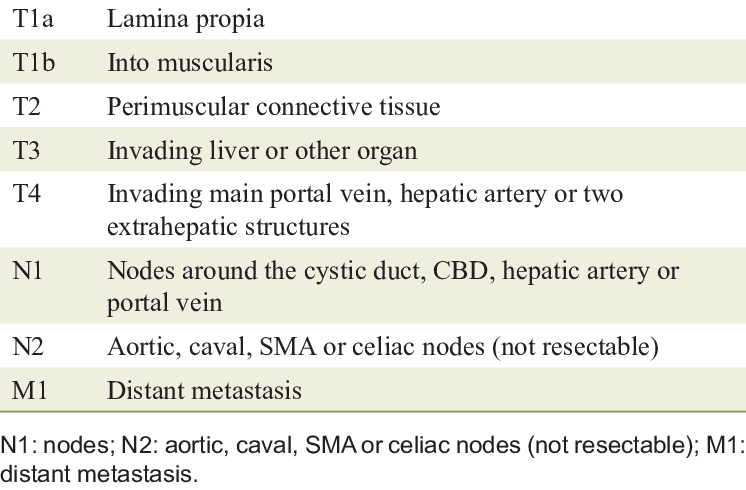 T1a Lamina propia
T1b Into muscularis
T2 Perimuscular connective tissue
T3 Invading liver or other organ
T4 Invading main portal vein, hepatic artery or two
extrahepatic structures
N1 Nodes around the cystic duct, CBD, hepatic artery or
portal vein
N2 Aortic, caval, SMA or celiac nodes (not resectable)
M1 Distant metastasis
N1: nodes; N2: aortic, caval, SMA or celiac nodes (not resectable); M1:
distant metastasis.